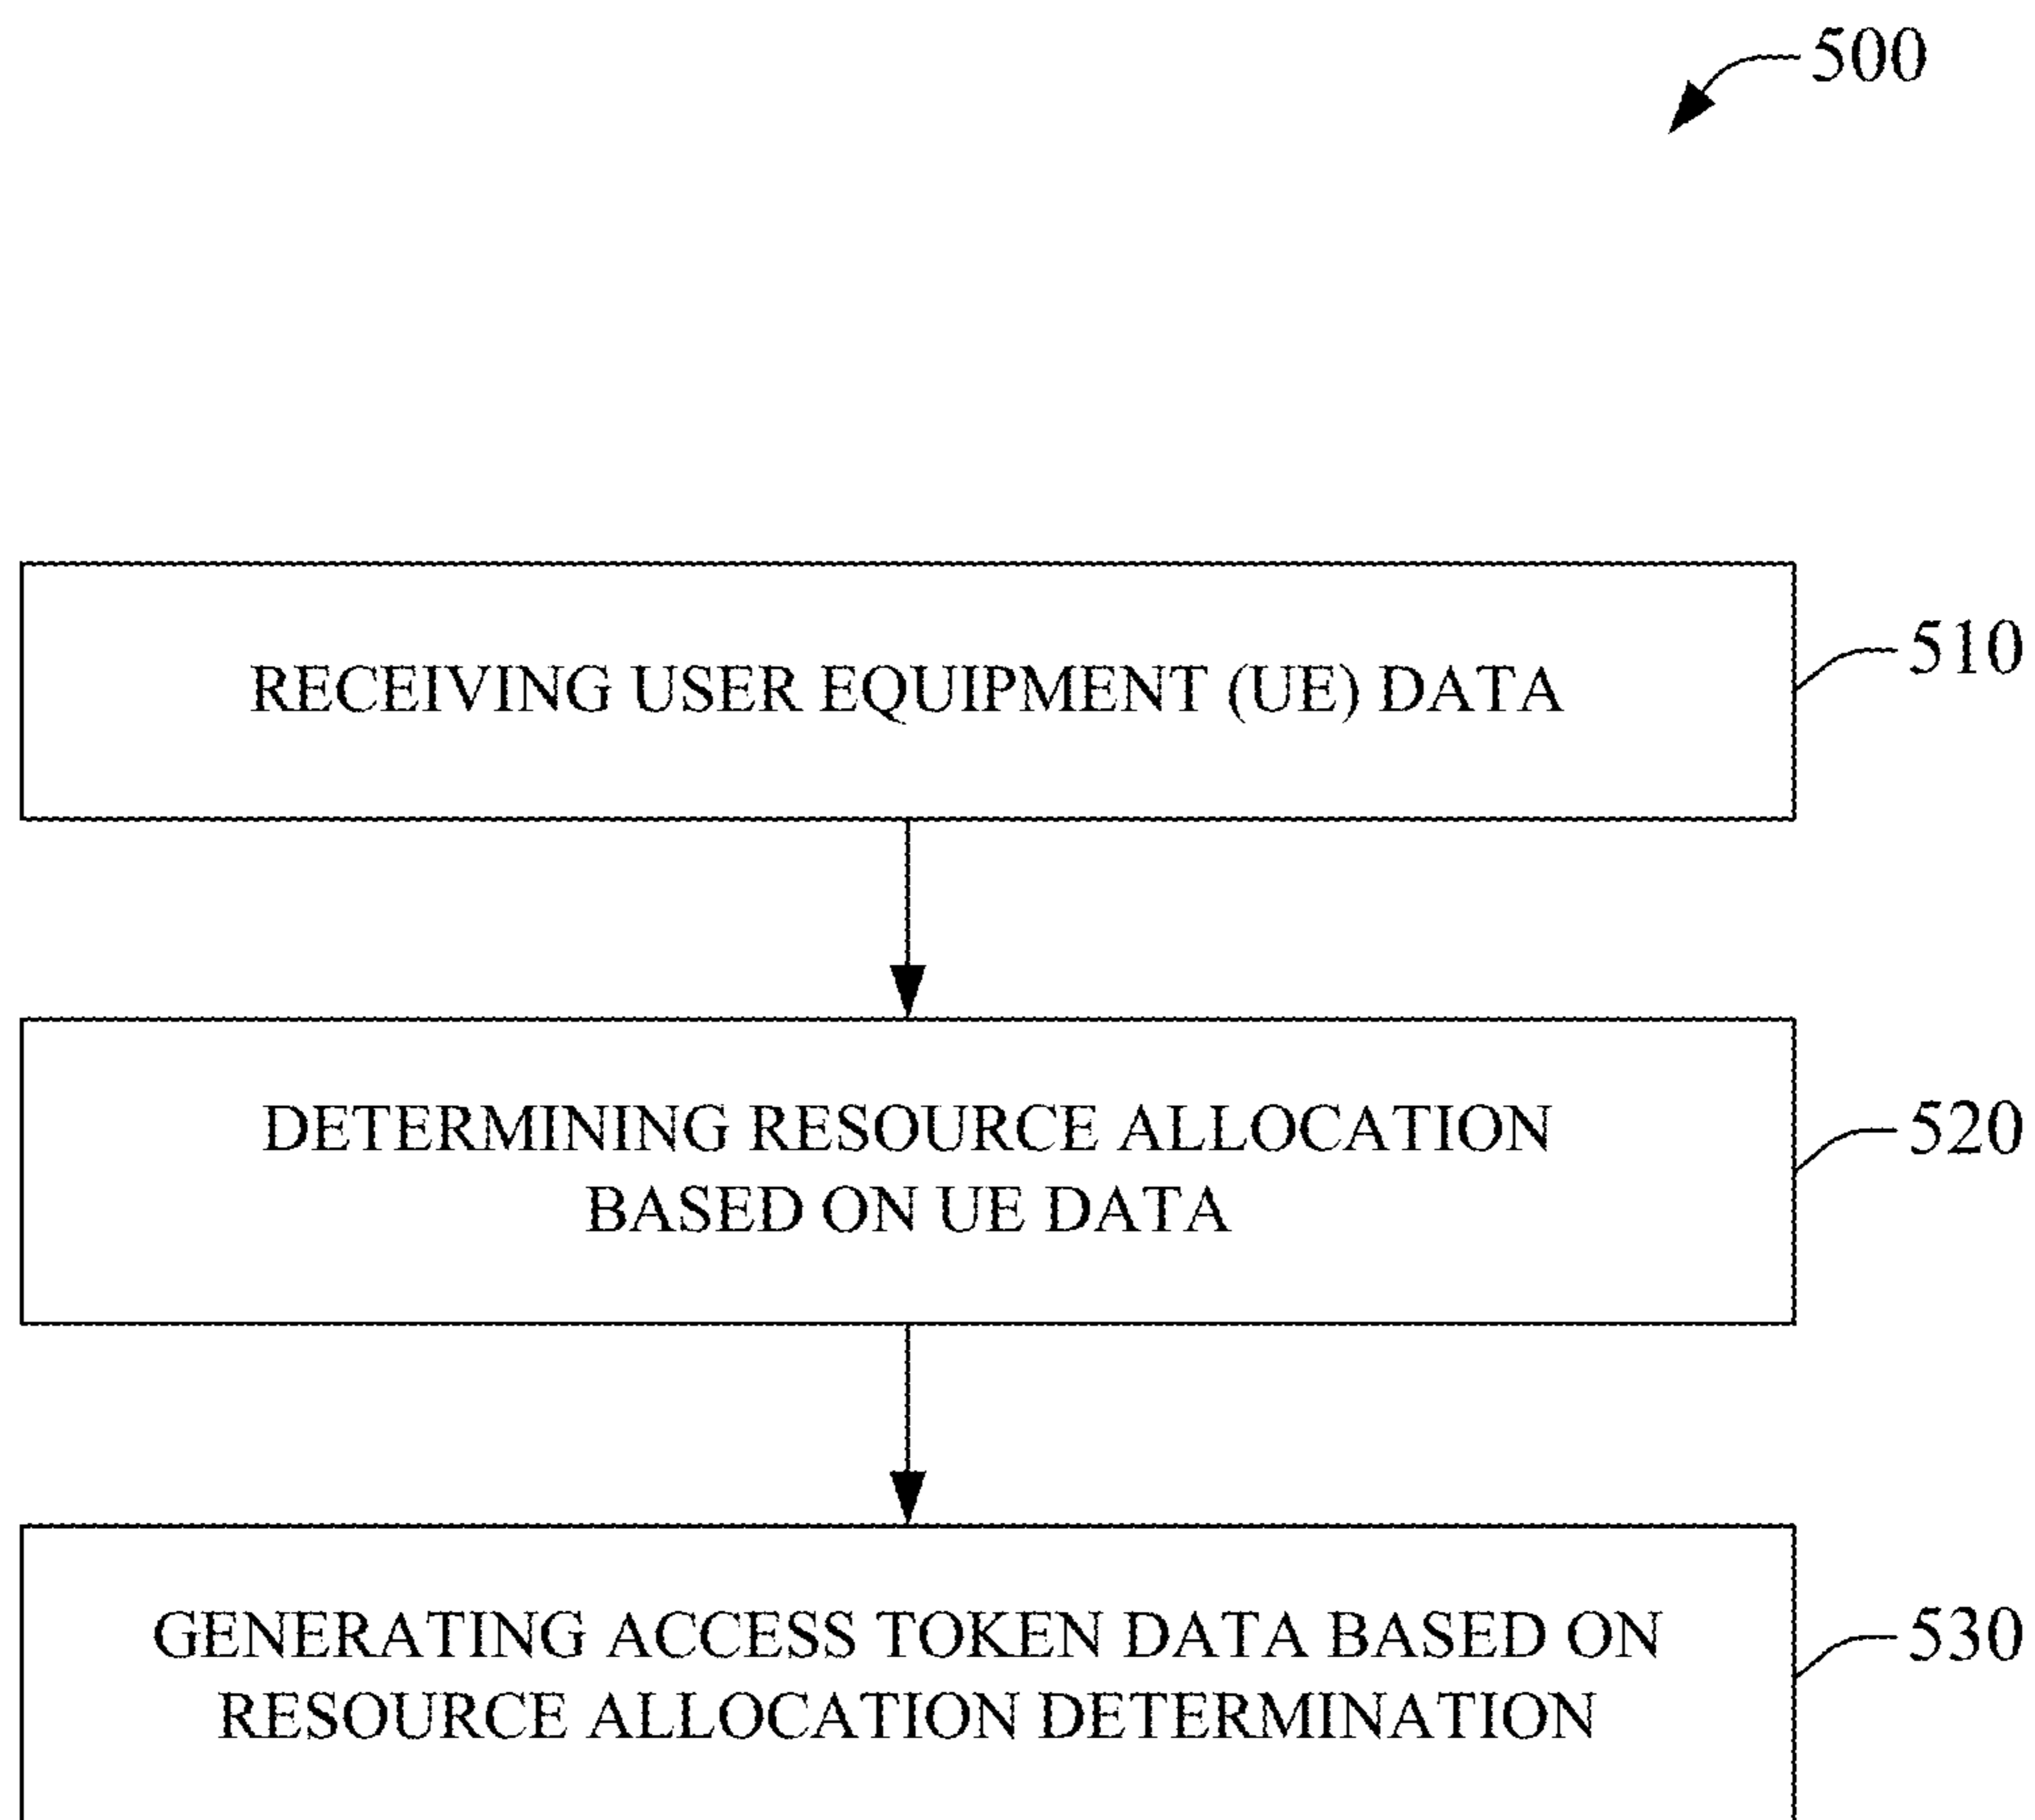 500
RECEIVING USER EQUIPMENT (UE) DATA
510
DETERMINING RESOURCE ALLOCATION
BASED ON UE DATA
520
GENERATING ACCESS TOKEN DATA BASED ON
RESOURCE ALLOCATION DETERMINATION
530